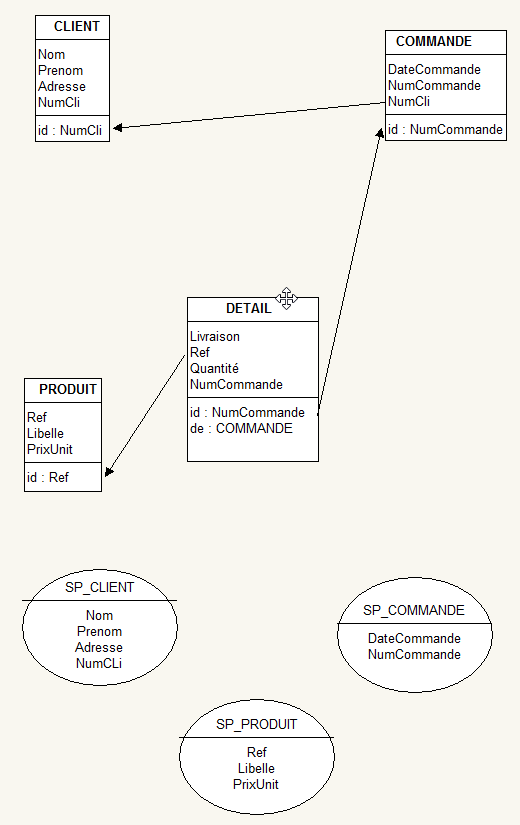 CLIENT
Nom
Prenom
Adresse
NumCli
id : NumCli
COMMANDE
DateCommande
NumCommande
NumCli
id : NumCommande
DETAIL
Livraison
Ref
Quantité
NumCommande
id : NumCommande
de : COMMANDE
PRODUIT
Ref
Libelle
PrixUnit
id : Ref
SP_CLIENT
Nom
Prenom
Adresse
NumCLi
SP_COMMANDE
DateCommande
NumCommande
SP_PRODUIT
Ref
Libelle
PrixUnit